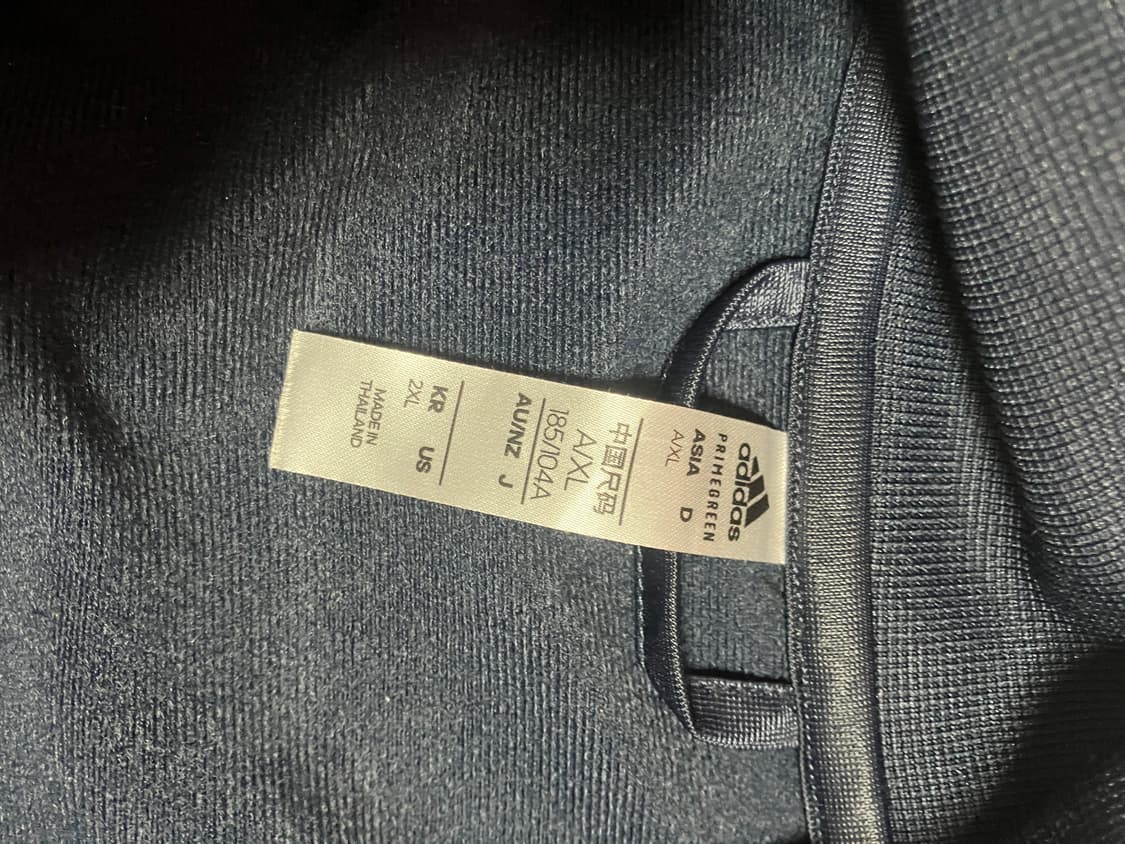 adidas
PRIMEGREEN
ASIA D
A/XL
中国尺码
A/XL
185/104A
AU/NZ J
KR US
2XL
MADE IN
THAILAND